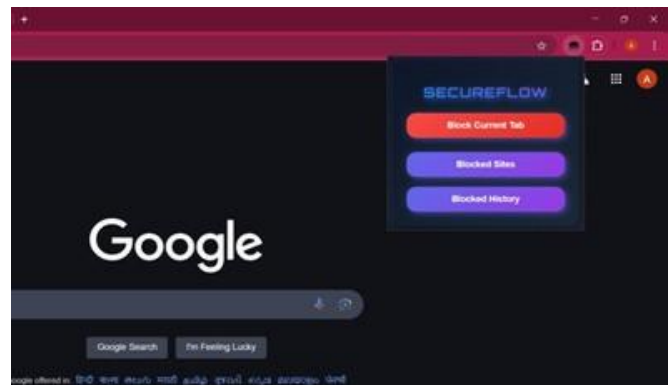 SECUREFLOW
Block Current Tab
Blocked Sites
Blocked History
Google
Google Search I'm Feeling Lucky
offered in: हिन्दी বাংলা తెలుగు मराठी தமிழ் ગુજરાતી ಕನ್ನಡ മലയാളം ਪੰਜਾਬੀ